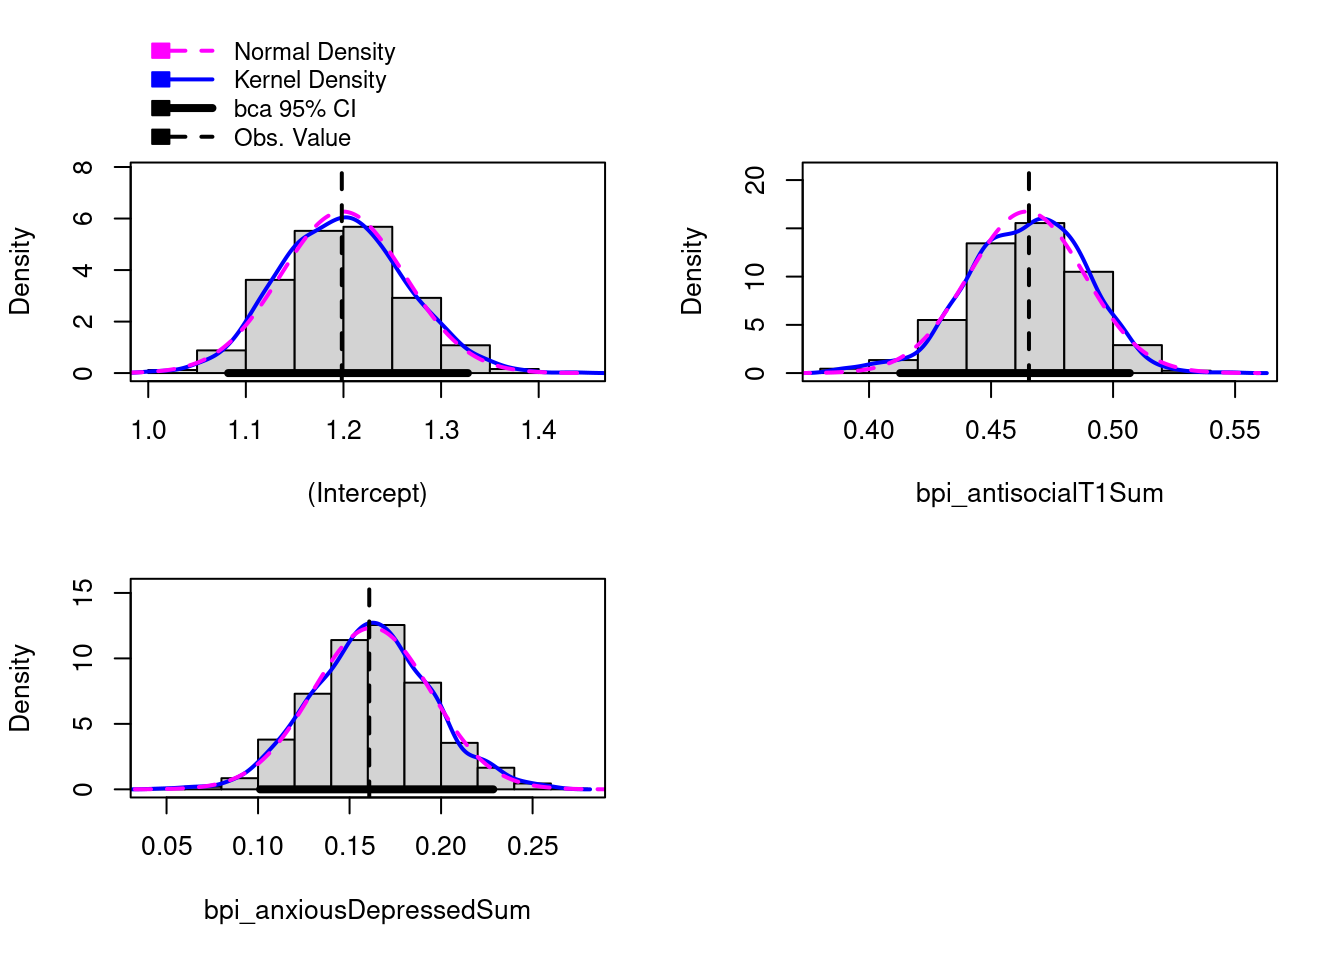 Normal Density
Kernel Density
bca 95% CI
Obs. Value
Density
0 2 4 6 8
1.0 1.1 1.2 1.3 1.4
(Intercept)
Density
0 5 10 20
0.40 0.45 0.50 0.55
bpi_antisocialT1Sum
Density
0 5 10 15
0.05 0.10 0.15 0.20 0.25
bpi_anxiousDepressedSum